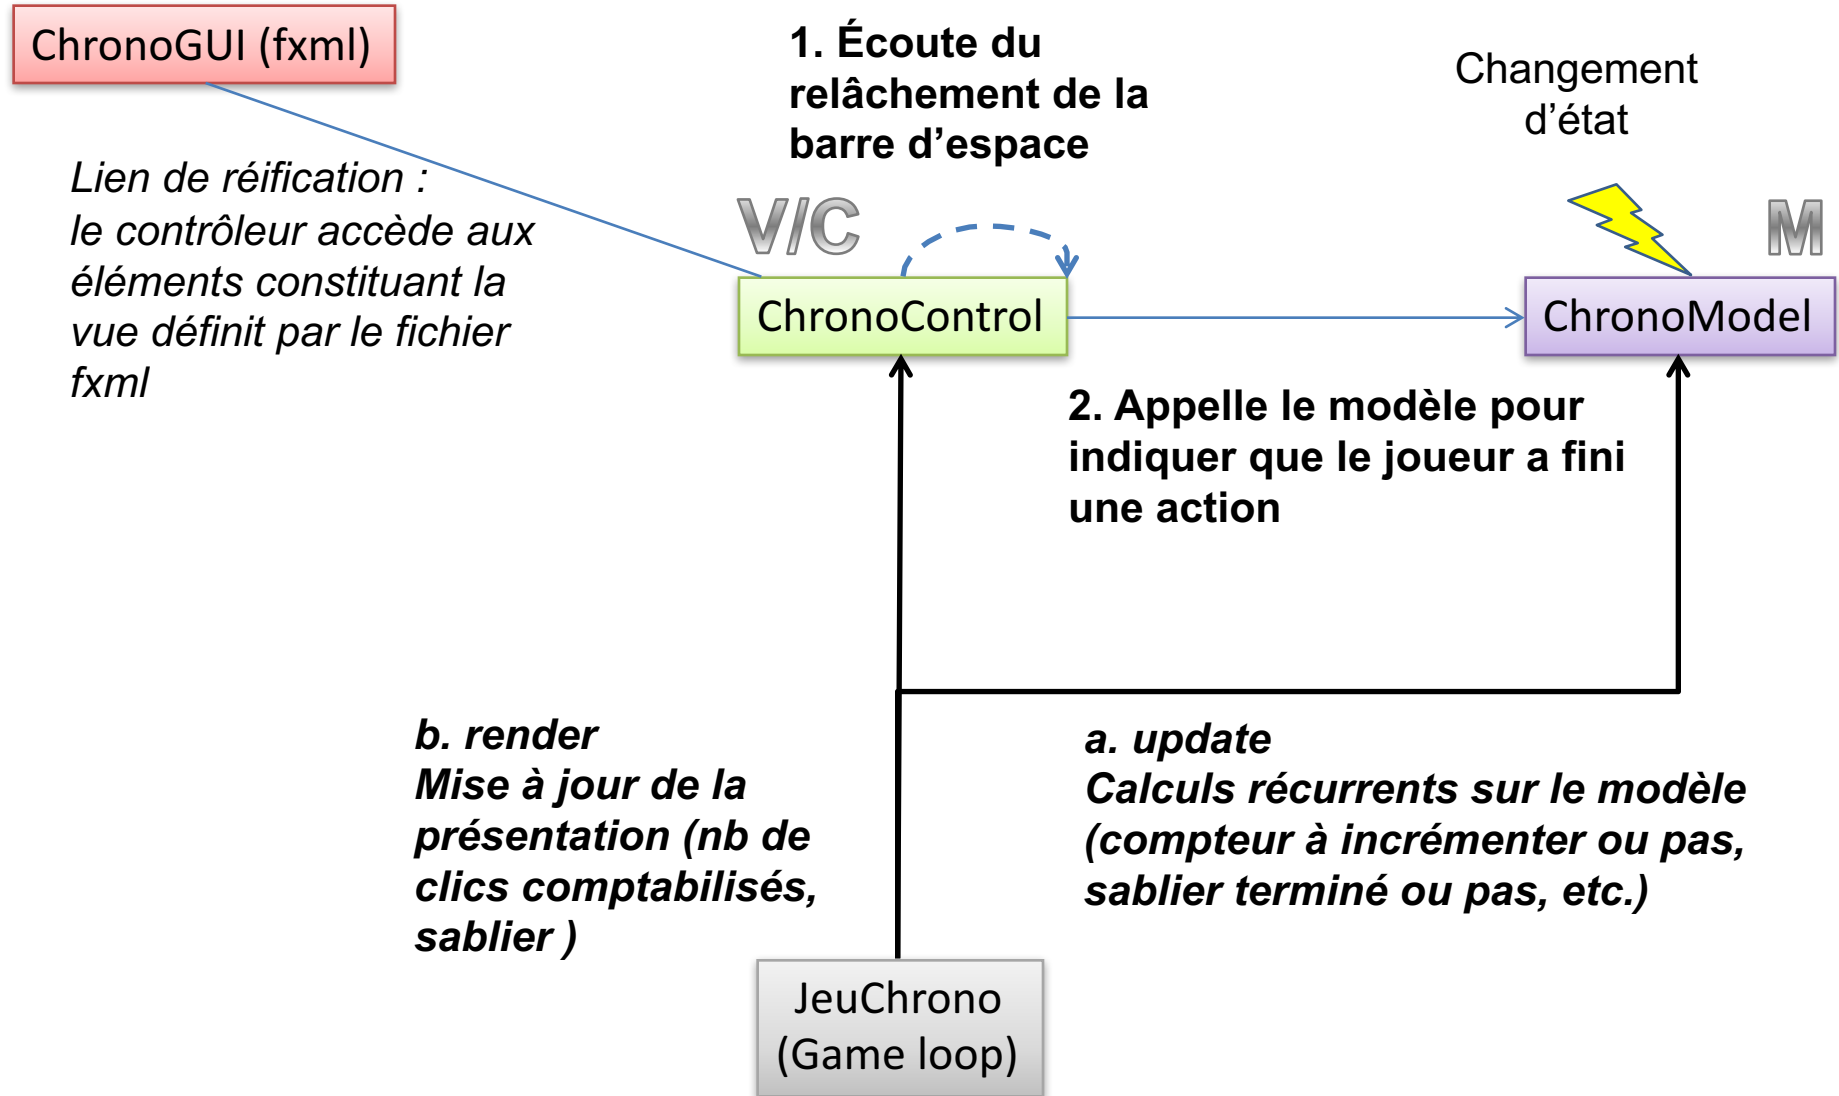 ChronoGUI (fxml)
1. Écoute du
relâchement de la
barre d’espace
Changement
d’état
Lien de réification :
le contrôleur accède aux
éléments constituant la
vue définit par le fichier
fxml
V/C
M
ChronoControl
ChronoModel
2. Appelle le modèle pour
indiquer que le joueur a fini
une action
b. render
Mise à jour de la
présentation (nb de
clics comptabilisés,
sablier )
a. update
Calculs récurrents sur le modèle
(compteur à incrémenter ou pas,
sablier terminé ou pas, etc.)
JeuChrono
(Game loop)